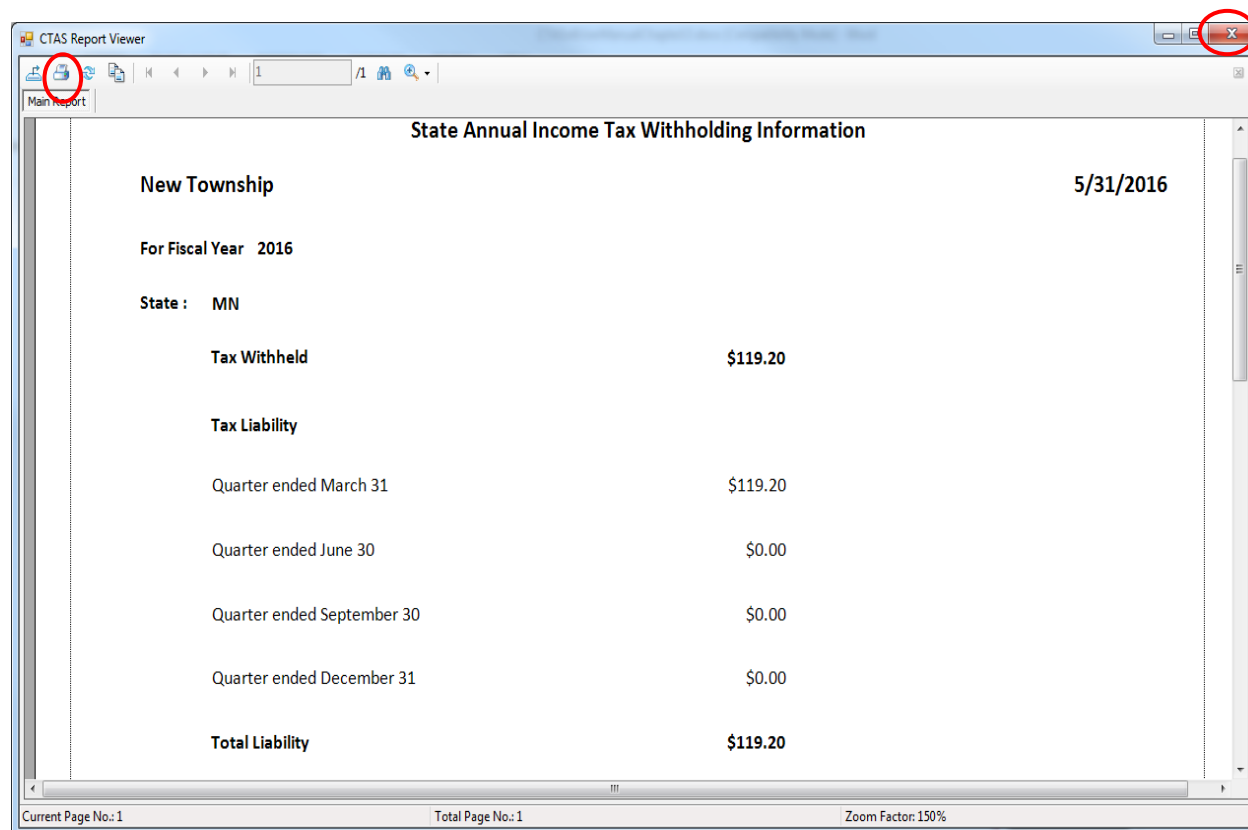 CTAS Report Viewer
1 /1
Main Report
State Annual Income Tax Withholding Information
New Township 5/31/2016
For Fiscal Year 2016
State : MN
Tax Withheld $119.20
Tax Liability
Quarter ended March 31 $119.20
Quarter ended June 30 $0.00
Quarter ended September 30 $0.00
Quarter ended December 31 $0.00
Total Liability $119.20
Current Page No.: 1 Total Page No.: 1 Zoom Factor: 150%